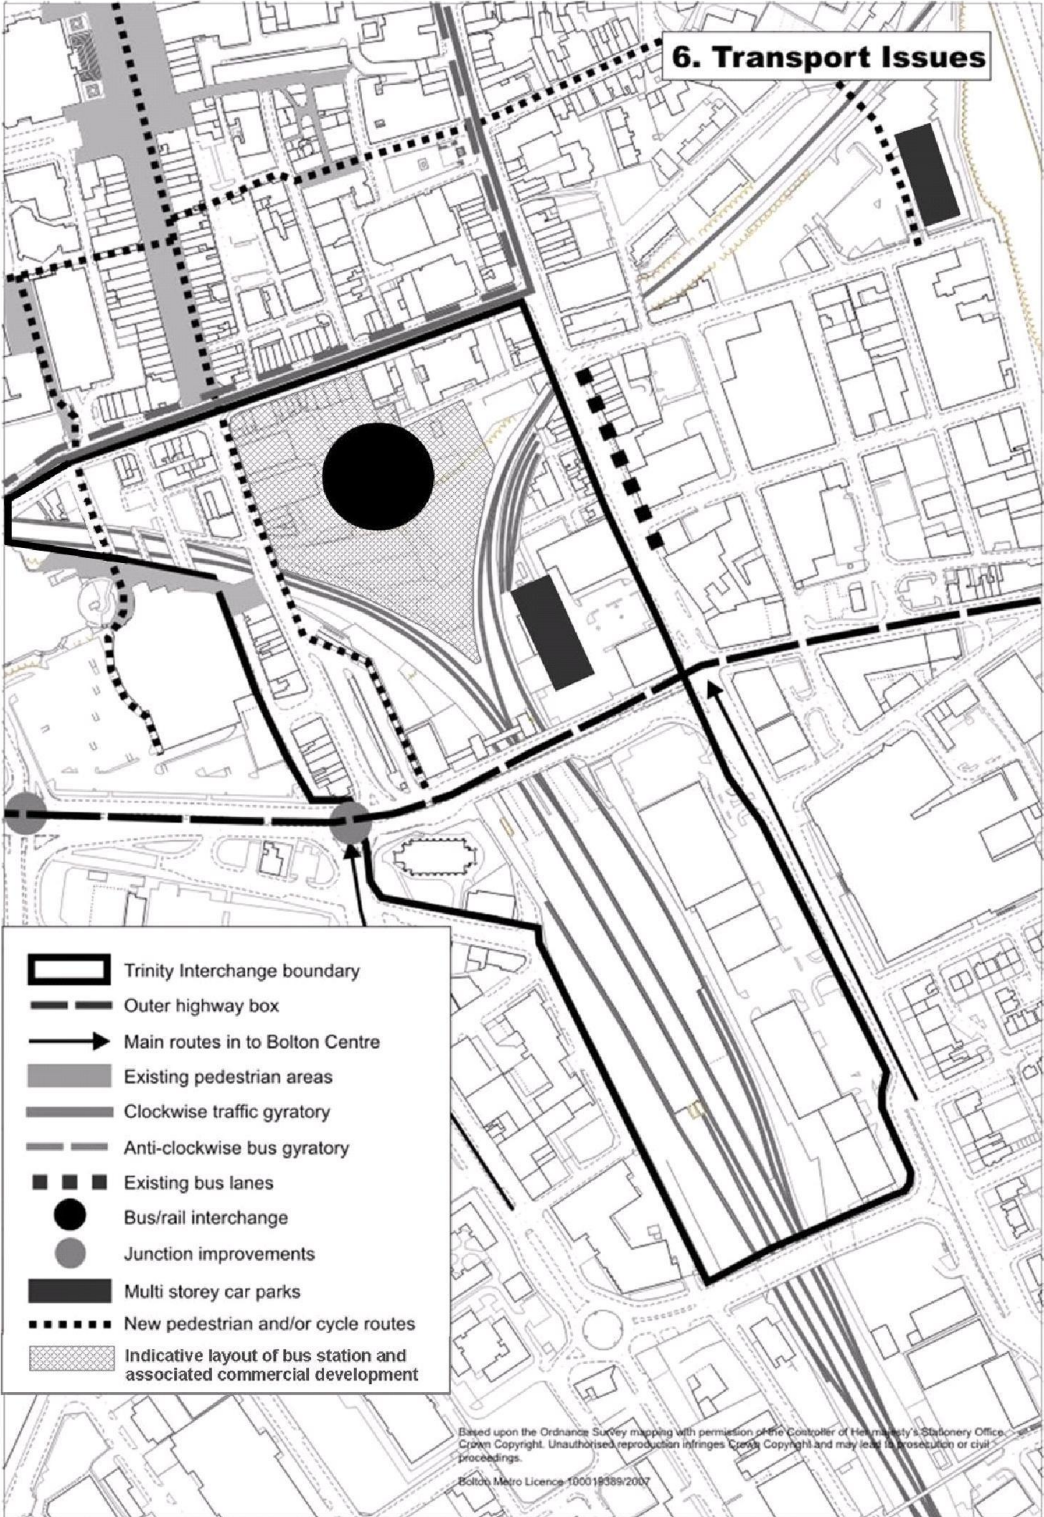 6. Transport Issues
Trinity Interchange boundary
Outer highway box
Main routes in to Bolton Centre
Existing pedestrian areas
Clockwise traffic gyratory
Anti-clockwise bus gyratory
Existing bus lanes
Bus/rail interchange
Junction improvements
Multi storey car parks
New pedestrian and/or cycle routes
Indicative layout of bus station and
associated commercial development
Based upon the Ordnance Survey mapping with permission of the Controller of Her majesty's Stationery Office
Crown Copyright. Unauthorised reproduction infringes Crown Copyright and may lead to prosecution or civil
proceedings.
Bolton Metro Licence 100019389/2007